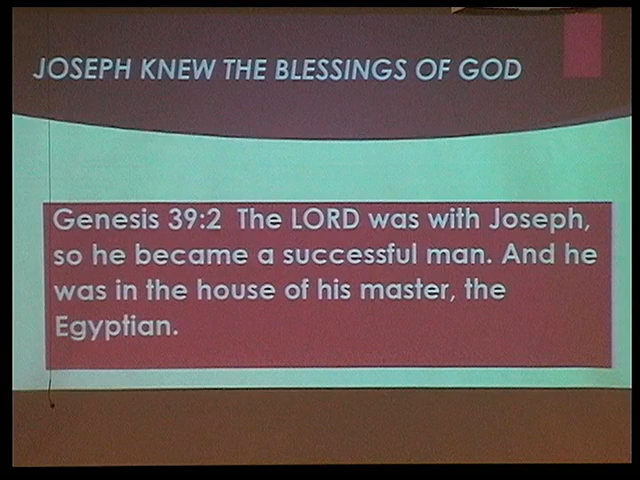 JOSEPH KNEW THE BLESSINGS OF GOD
Genesis 39:2 The LORD was with Joseph,
so he became a successful man. And he
was in the house of his master, the
Egyptian.